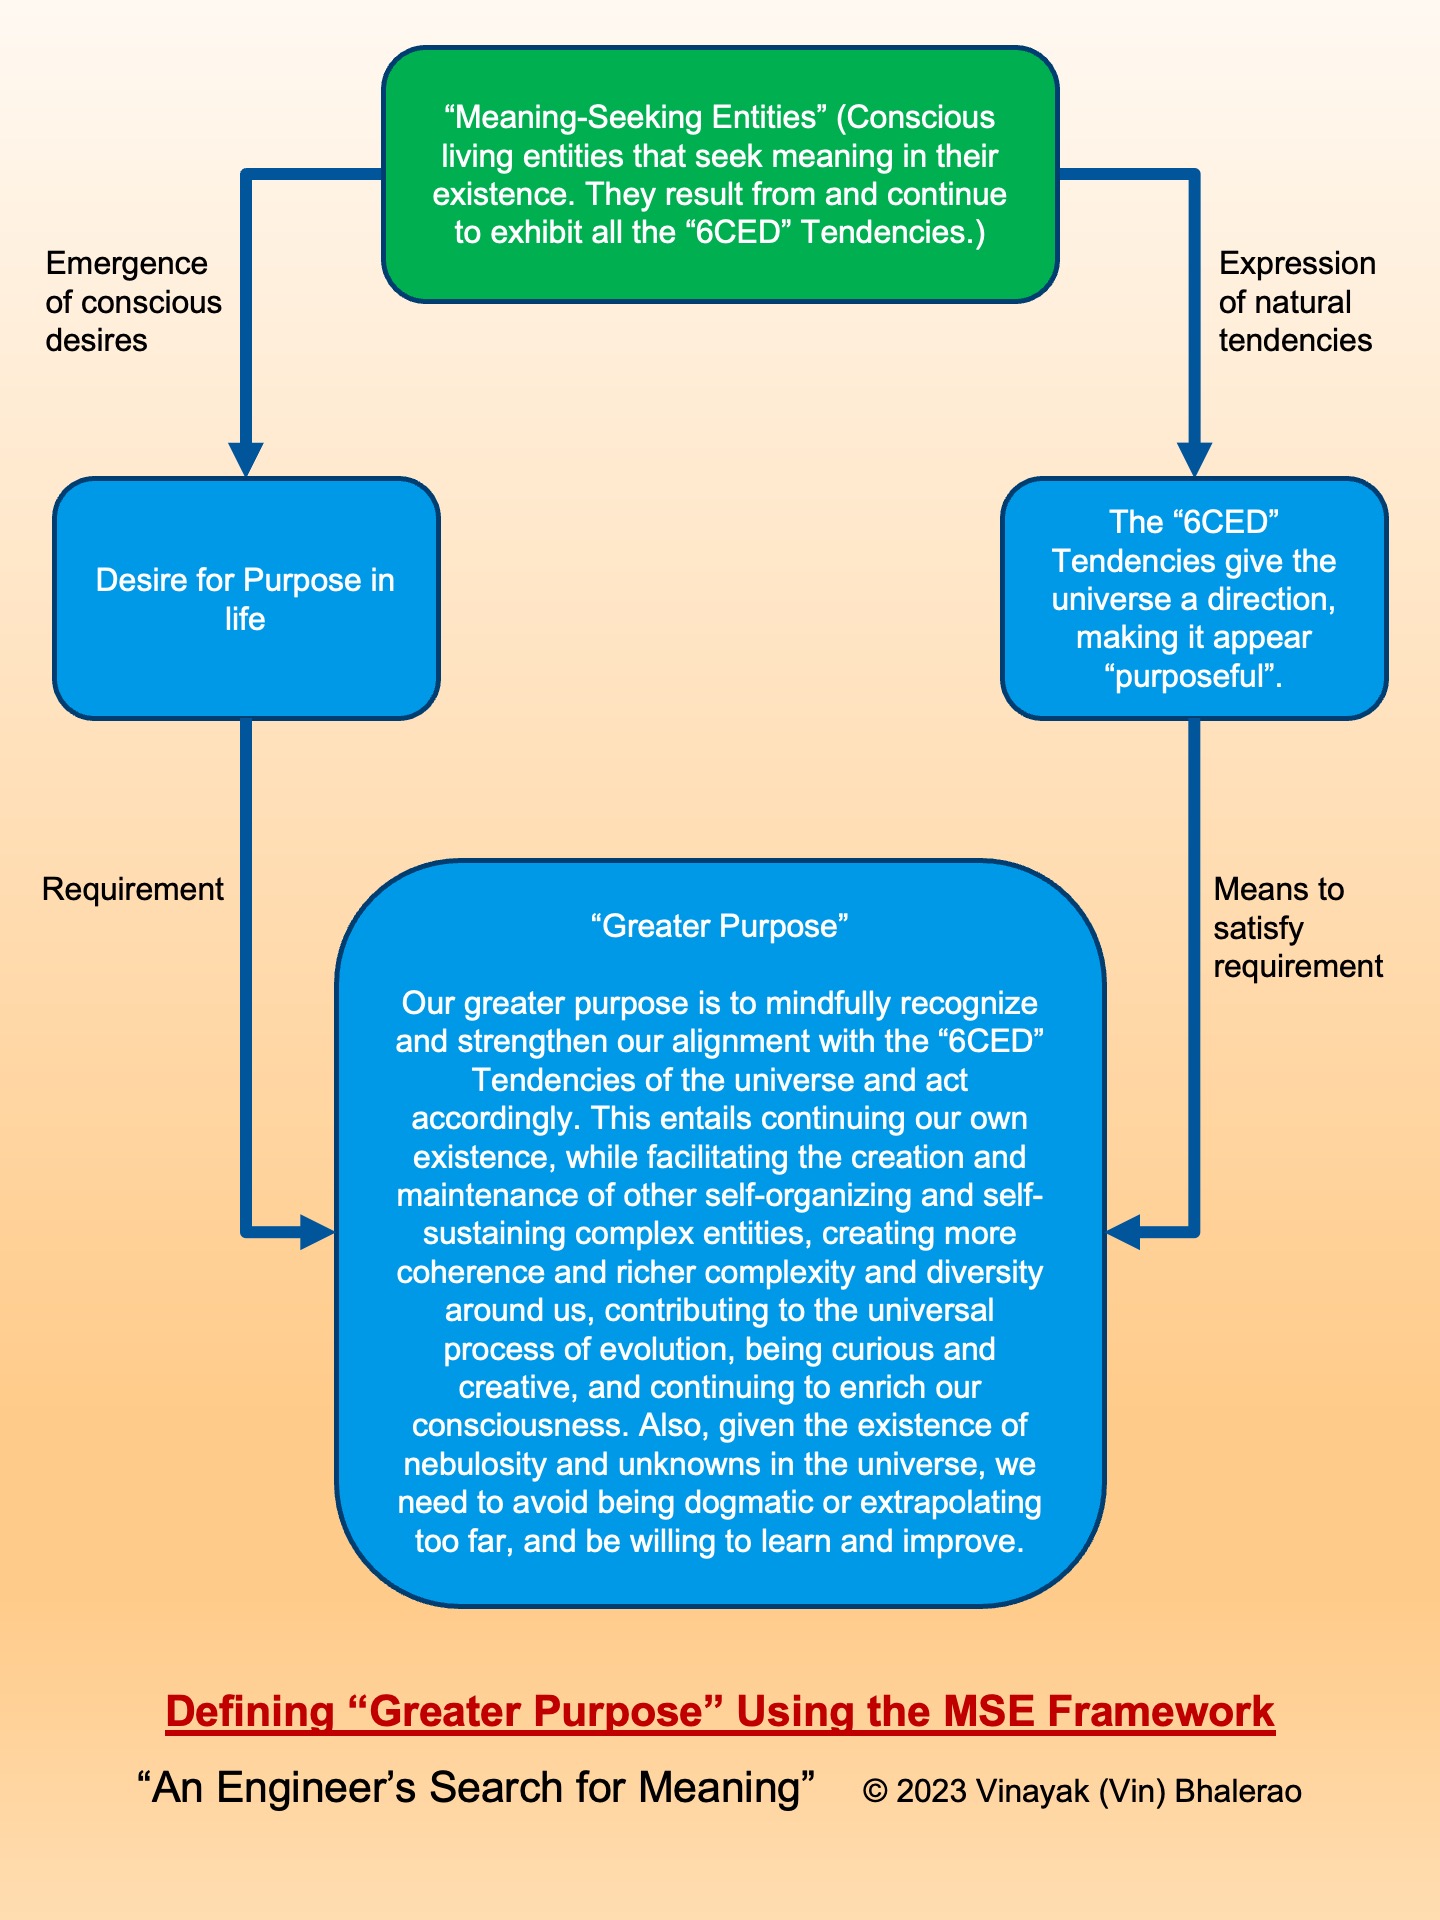 “Meaning-Seeking Entities” (Conscious
living entities that seek meaning in their
existence. They result from and continue
to exhibit all the “6CED” Tendencies.)
Emergence
of conscious
desires
Expression
of natural
tendencies
Desire for Purpose in
life
The “6CED”
Tendencies give the
universe a direction,
making it appear
“purposeful”.
Requirement
Means to
satisfy
requirement
“Greater Purpose”
Our greater purpose is to mindfully recognize
and strengthen our alignment with the “6CED”
Tendencies of the universe and act
accordingly. This entails continuing our own
existence, while facilitating the creation and
maintenance of other self-organizing and self-
sustaining complex entities, creating more
coherence and richer complexity and diversity
around us, contributing to the universal
process of evolution, being curious and
creative, and continuing to enrich our
consciousness. Also, given the existence of
nebulosity and unknowns in the universe, we
need to avoid being dogmatic or extrapolating
too far, and be willing to learn and improve.
Defining “Greater Purpose” Using the MSE Framework
“An Engineer’s Search for Meaning” © 2023 Vinayak (Vin) Bhalerao